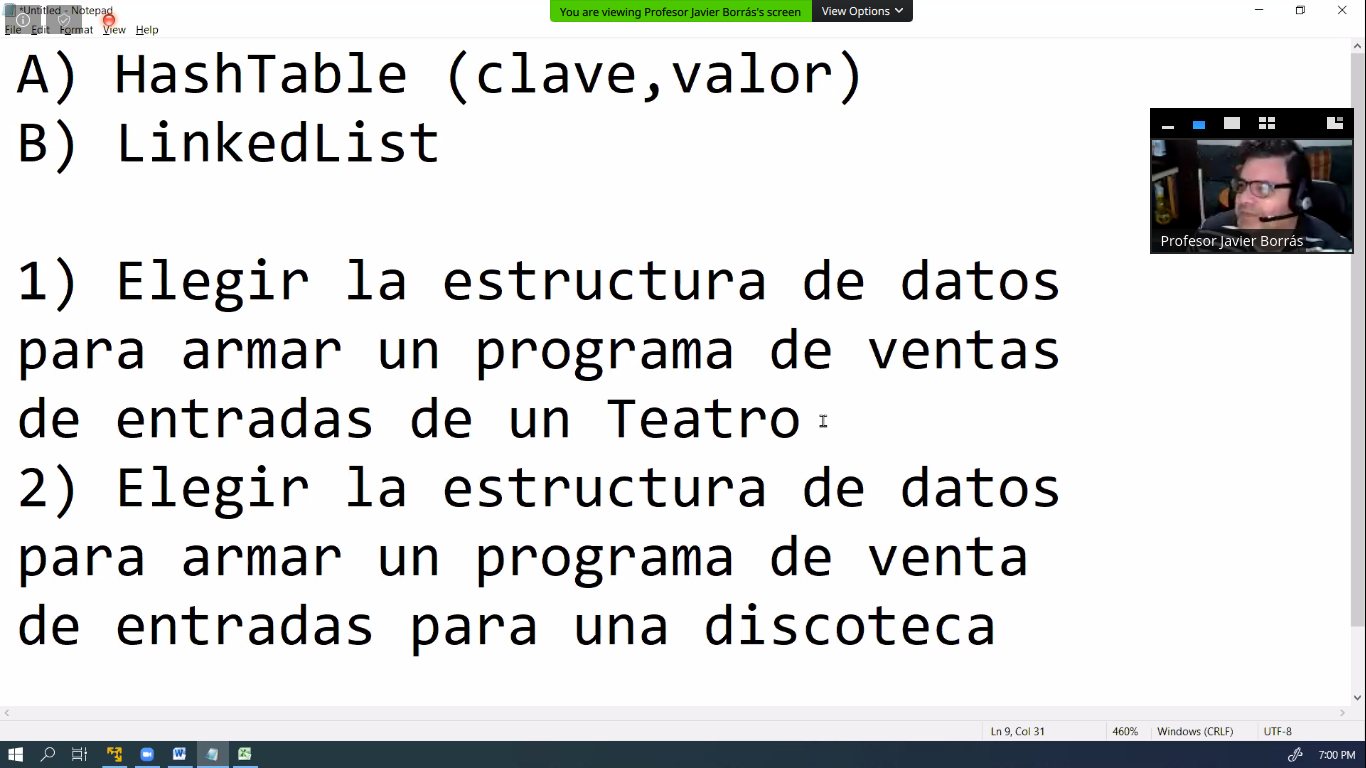 *Untitled - Notepad
You are viewing Profesor Javier Borrás's screen
View Options
File Edit Format View Help
A) HashTable (clave,valor)
B) LinkedList
Profesor Javier Borrás
1) Elegir la estructura de datos
para armar un programa de ventas
de entradas de un Teatro
2) Elegir la estructura de datos
para armar un programa de venta
de entradas para una discoteca
Ln 9, Col 31
460%
Windows (CRLF)
UTF-8
7:00 PM